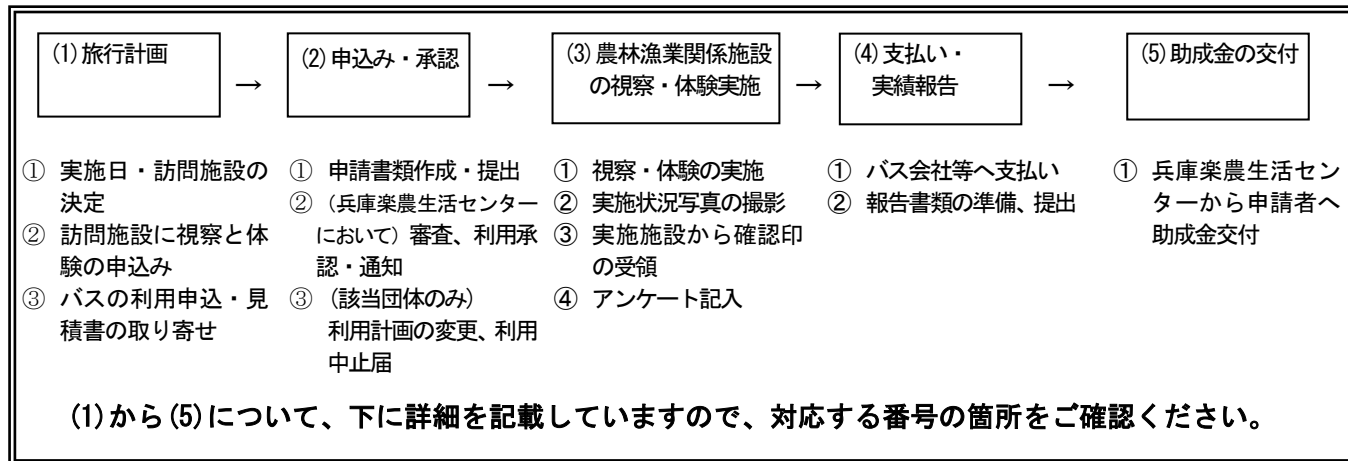 (1)旅行計画
→
(2)申込み・承認
→
(3)農林漁業関係施設
の視察・体験実施
→
(4)支払い・
実績報告
→
(5)助成金の交付
① 実施日・訪問施設の
決定
② 訪問施設に視察と体
験の申込み
③ バスの利用申込・見
積書の取り寄せ
① 申請書類作成・提出
② （兵庫楽農生活センター
において）審査、利用承
認・通知
③ （該当団体のみ）
利用計画の変更、利用
中止届
① 視察・体験の実施
② 実施状況写真の撮影
③ 実施施設から確認印
の受領
④ アンケート記入
① バス会社等へ支払い
② 報告書類の準備、提出
① 兵庫楽農生活セン
ターから申請者へ
助成金交付
(1)から(5)について、下に詳細を記載していますので、対応する番号の箇所をご確認ください。